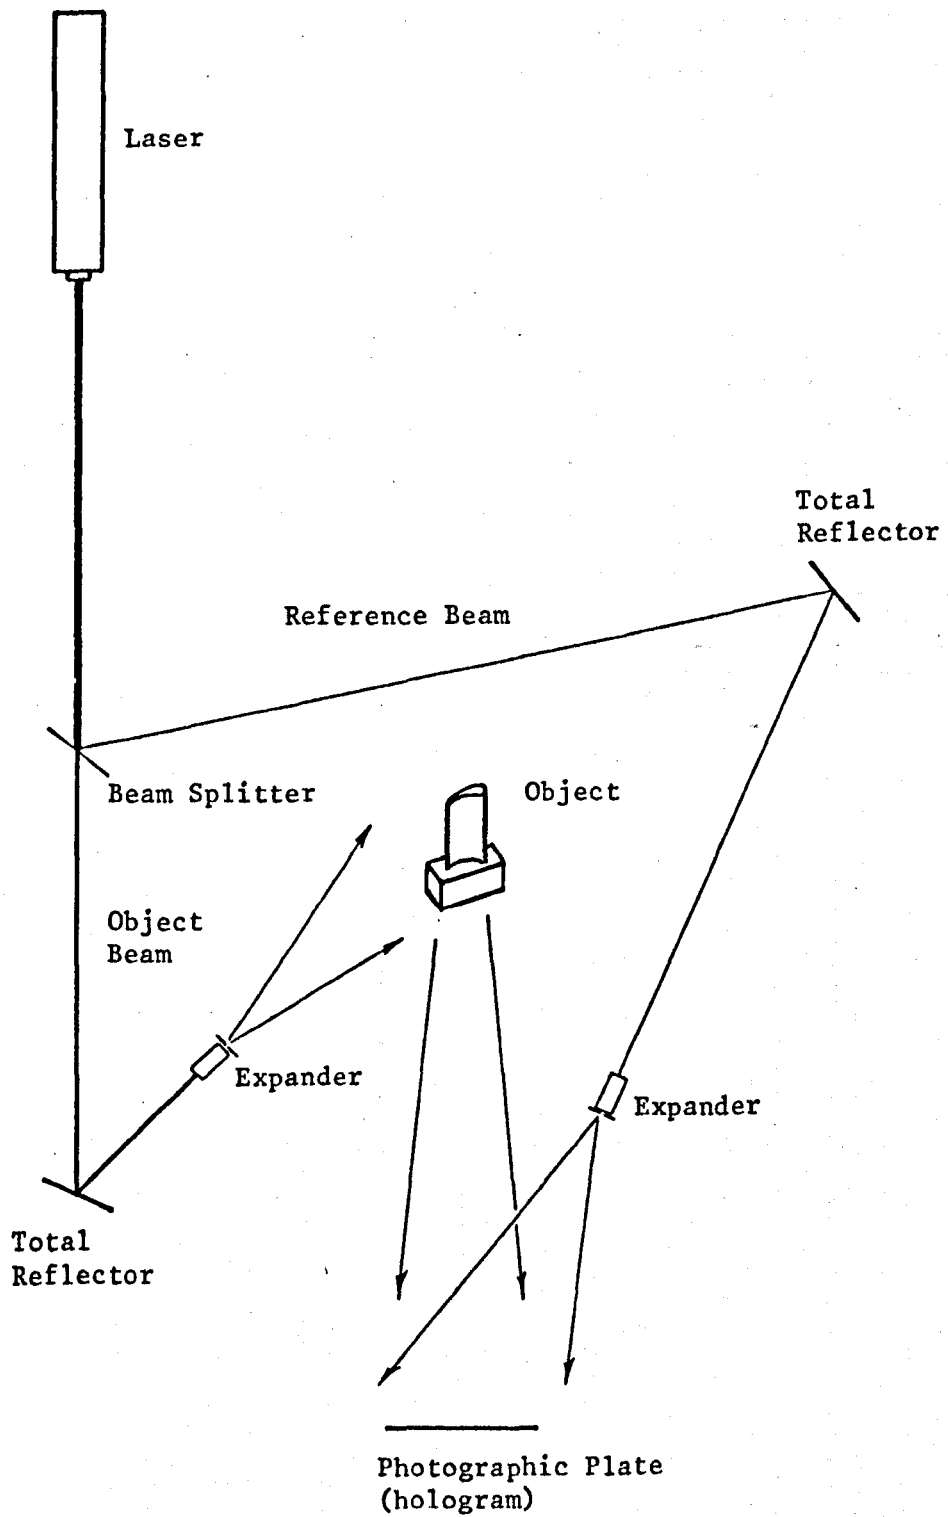 Laser
Total
Reflector
Reference Beam
Beam Splitter
Object
Object
Beam
Expander
Expander
Total
Reflector
Photographic Plate
(hologram)